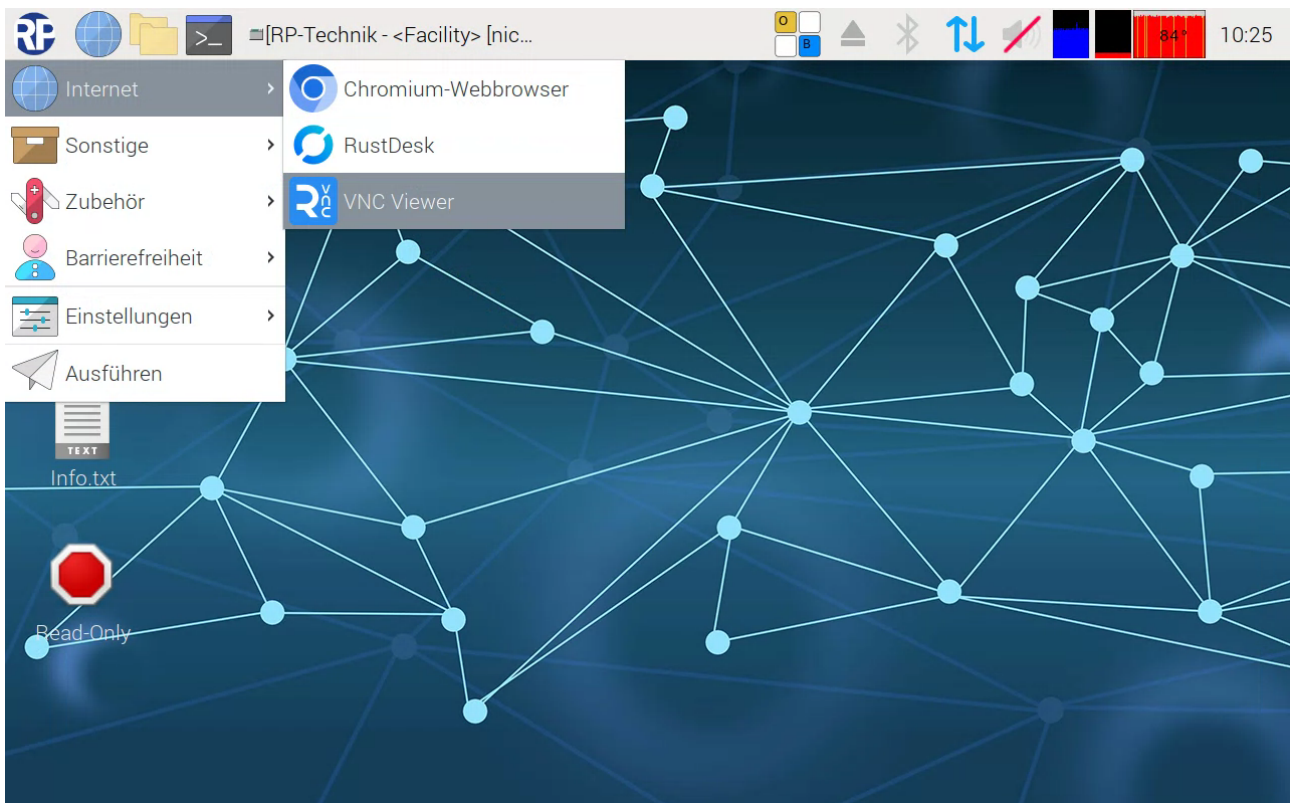 RP
>_
[RP-Technik - <Facility> [nic...
O
B
84°
10:25
Internet
Sonstige
Zubehör
Barrierefreiheit
Einstellungen
Ausführen
Chromium-Webbrowser
RustDesk
VNC Viewer
TEXT
Info.txt
Read-Only